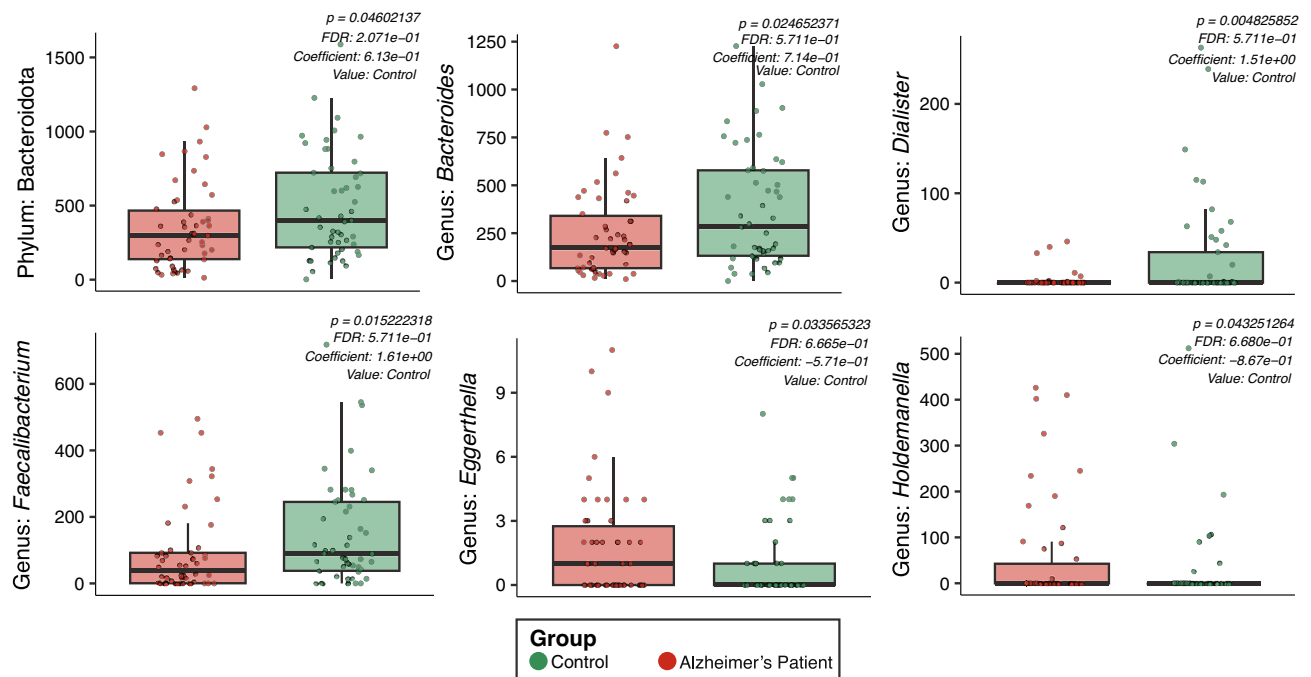 p = 0.04602137
FDR: 2.071e−01
Coefficient: 6.13e−01
Value: Control
Phylum: Bacteroidota
1500
1000
500
0
p = 0.024652371
FDR: 5.711e−01
Coefficient: 7.14e−01
Value: Control
Genus: Bacteroides
1250
1000
750
500
250
0
p = 0.004825852
FDR: 5.711e−01
Coefficient: 1.51e+00
Value: Control
Genus: Dialister
200
100
0
p = 0.015222318
FDR: 5.711e−01
Coefficient: 1.61e+00
Value: Control
Genus: Faecalibacterium
600
400
200
0
p = 0.033565323
FDR: 6.665e−01
Coefficient: −5.71e−01
Value: Control
Genus: Eggerthella
9
6
3
0
p = 0.043251264
FDR: 6.680e−01
Coefficient: −8.67e−01
Value: Control
Genus: Holdemanella
500
400
300
200
100
0
Group
Control
Alzheimer's Patient